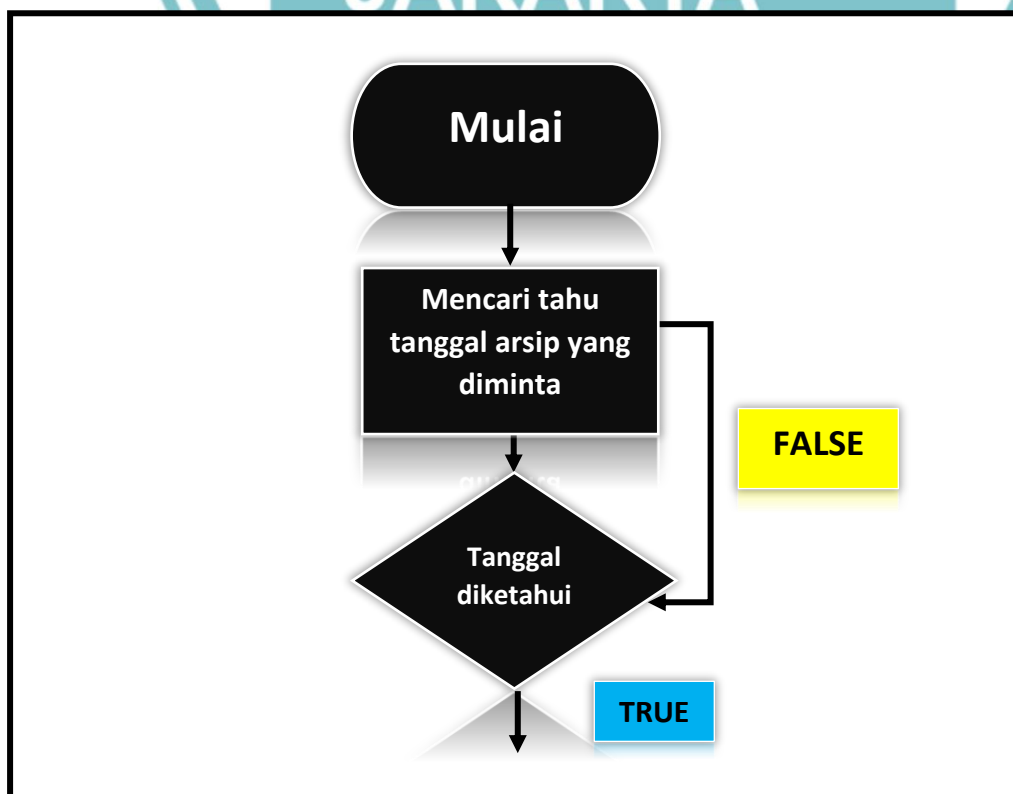 Mulai
Mencari tahu
tanggal arsip yang
diminta
FALSE
Tanggal
diketahui
TRUE